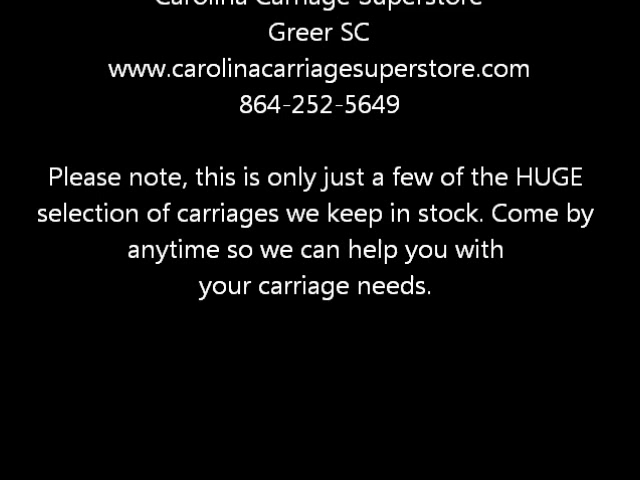 Carolina Carriage Superstore
Greer SC
www.carolinacarriagesuperstore.com
864-252-5649
Please note, this is only just a few of the HUGE
selection of carriages we keep in stock. Come by
anytime so we can help you with
your carriage needs.